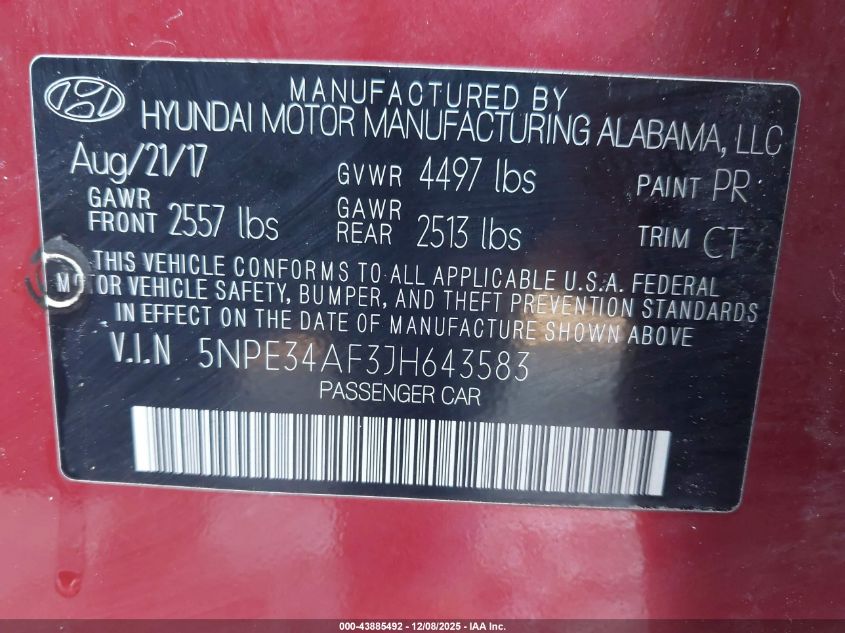 MANUFACTURED BY
HYUNDAI MOTOR MANUFACTURING ALABAMA, LLC
Aug/21/17 GVWR 4497 lbs PAINT PR
GAWR FRONT 2557 lbs GAWR REAR 2513 lbs TRIM CT
THIS VEHICLE CONFORMS TO ALL APPLICABLE U.S.A. FEDERAL
MOTOR VEHICLE SAFETY, BUMPER, AND THEFT PREVENTION STANDARDS
IN EFFECT ON THE DATE OF MANUFACTURE SHOWN ABOVE
V.I.N 5NPE34AF3JH643583
PASSENGER CAR
000-43885492 - 12/08/2025 - IAA Inc.